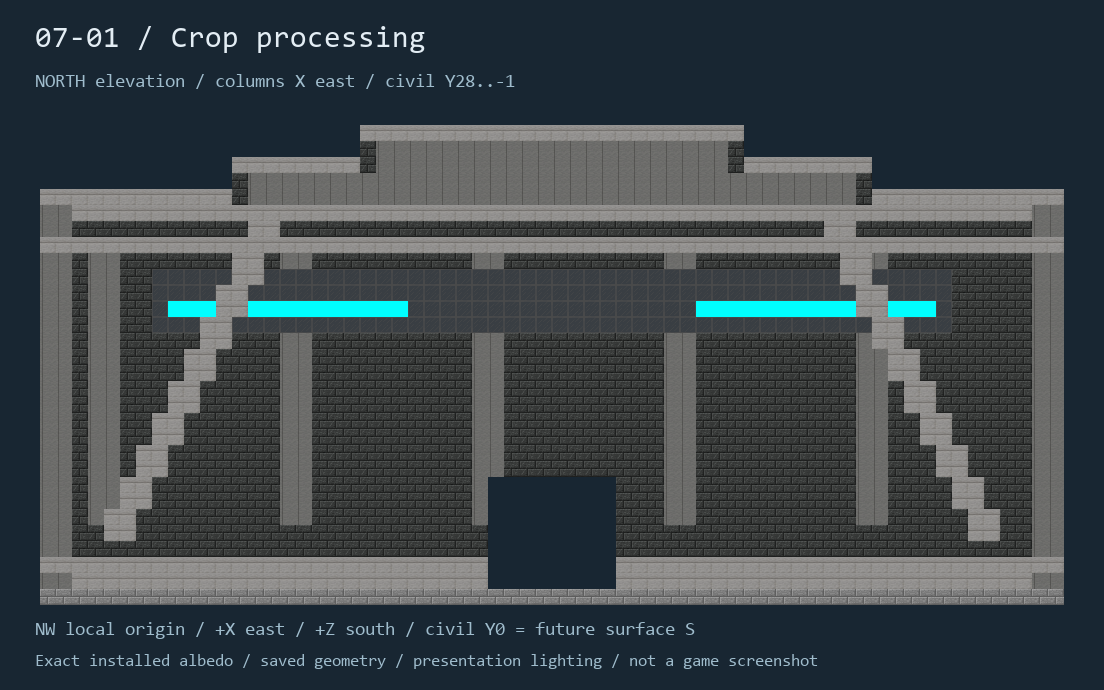 07-01 / Crop processing
NORTH elevation / columns X east / civil Y28..-1
NW local origin / +X east / +Z south / civil Y0 = future surface S
Exact installed albedo / saved geometry / presentation lighting / not a game screenshot